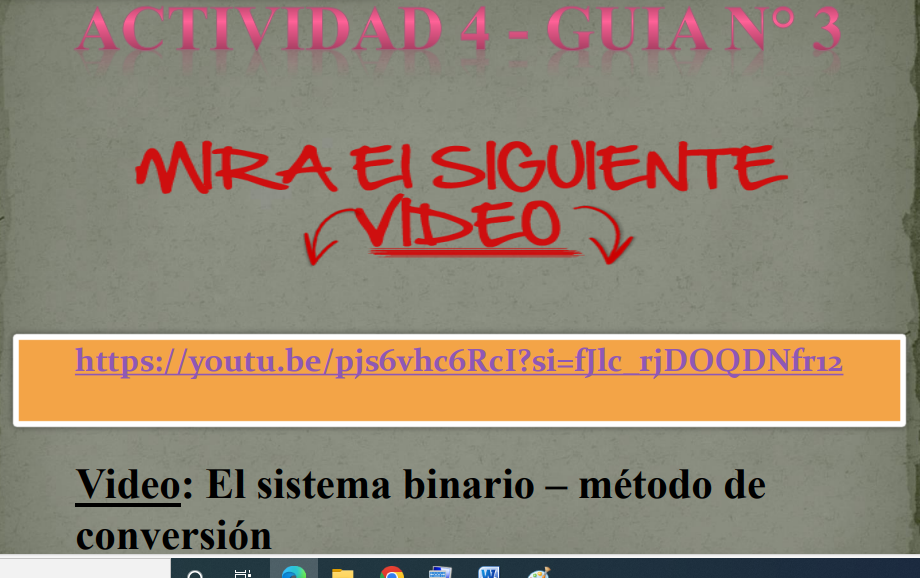 ACTIVIDAD 4 - GUIA N° 3
MIRA El SIGUIENTE
VIDEO
https://youtu.be/pjs6vhc6RcI?si=fJlc_rjDOQDNfr12
Video: El sistema binario – método de
conversión